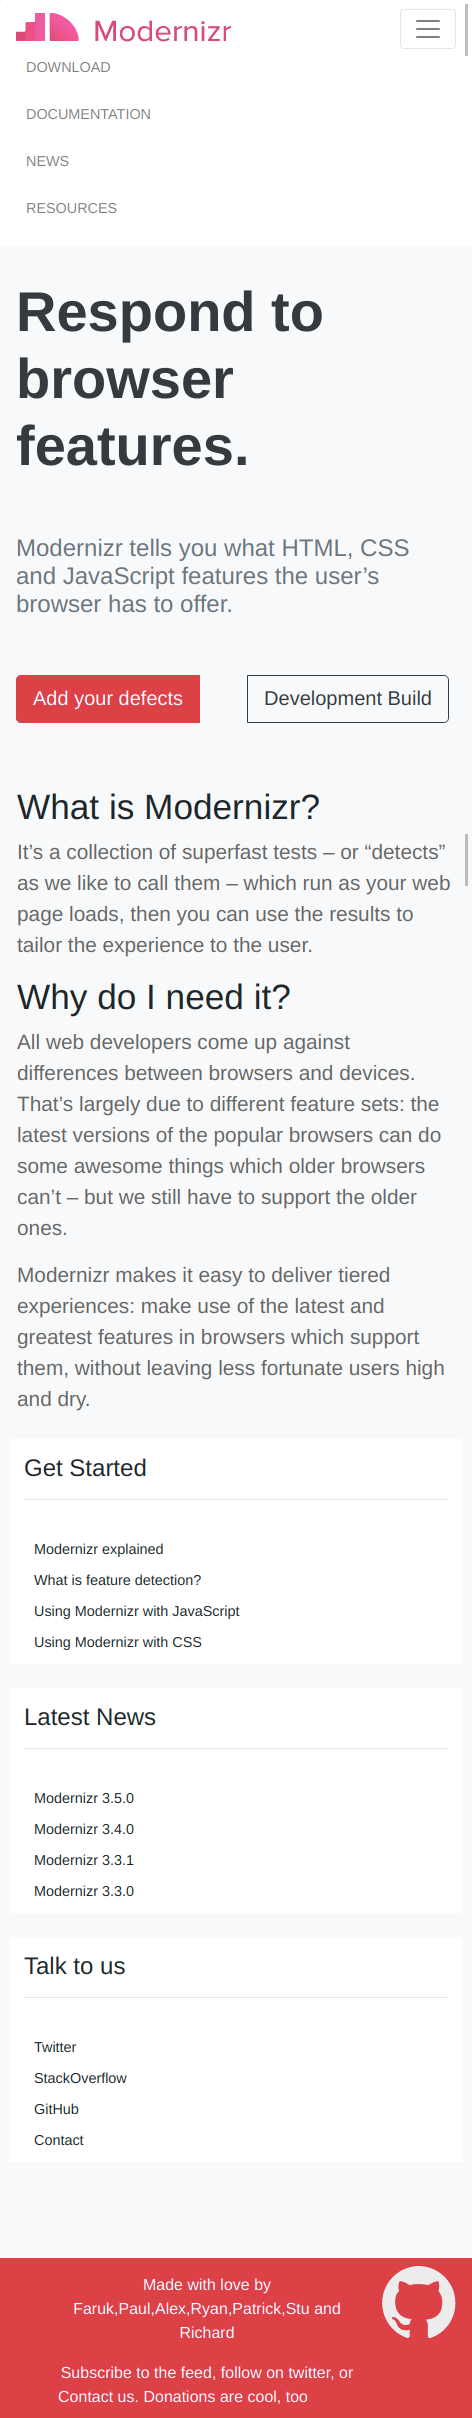 Modernizr
DOWNLOAD
DOCUMENTATION
NEWS
RESOURCES
Respond to
browser
features.
Modernizr tells you what HTML, CSS
and JavaScript features the user’s
browser has to offer.
Add your defects
Development Build
What is Modernizr?
It’s a collection of superfast tests – or “detects”
as we like to call them – which run as your web
page loads, then you can use the results to
tailor the experience to the user.
Why do I need it?
All web developers come up against
differences between browsers and devices.
That’s largely due to different feature sets: the
latest versions of the popular browsers can do
some awesome things which older browsers
can’t – but we still have to support the older
ones.
Modernizr makes it easy to deliver tiered
experiences: make use of the latest and
greatest features in browsers which support
them, without leaving less fortunate users high
and dry.
Get Started
Modernizr explained
What is feature detection?
Using Modernizr with JavaScript
Using Modernizr with CSS
Latest News
Modernizr 3.5.0
Modernizr 3.4.0
Modernizr 3.3.1
Modernizr 3.3.0
Talk to us
Twitter
StackOverflow
GitHub
Contact
Made with love by
Faruk,Paul,Alex,Ryan,Patrick,Stu and
Richard
Subscribe to the feed, follow on twitter, or
Contact us. Donations are cool, too